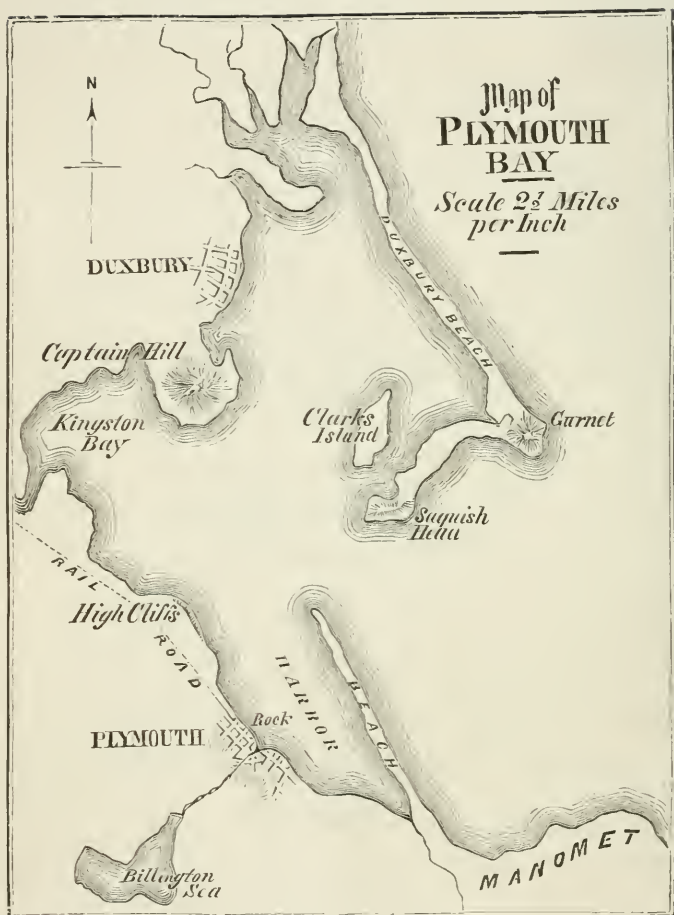 N
Map of
PLYMOUTH
BAY
Scale 2½ Miles
per Inch
DUXBURY
DUXBURY BEACH
Captain Hill
Kingston
Bay
Clarks
Island
Gurnet
Saquish
Head
RAIL ROAD
High Cliffs
HARBOR
BEACH
Rock
PLYMOUTH
Billington
Sea
MANOMET